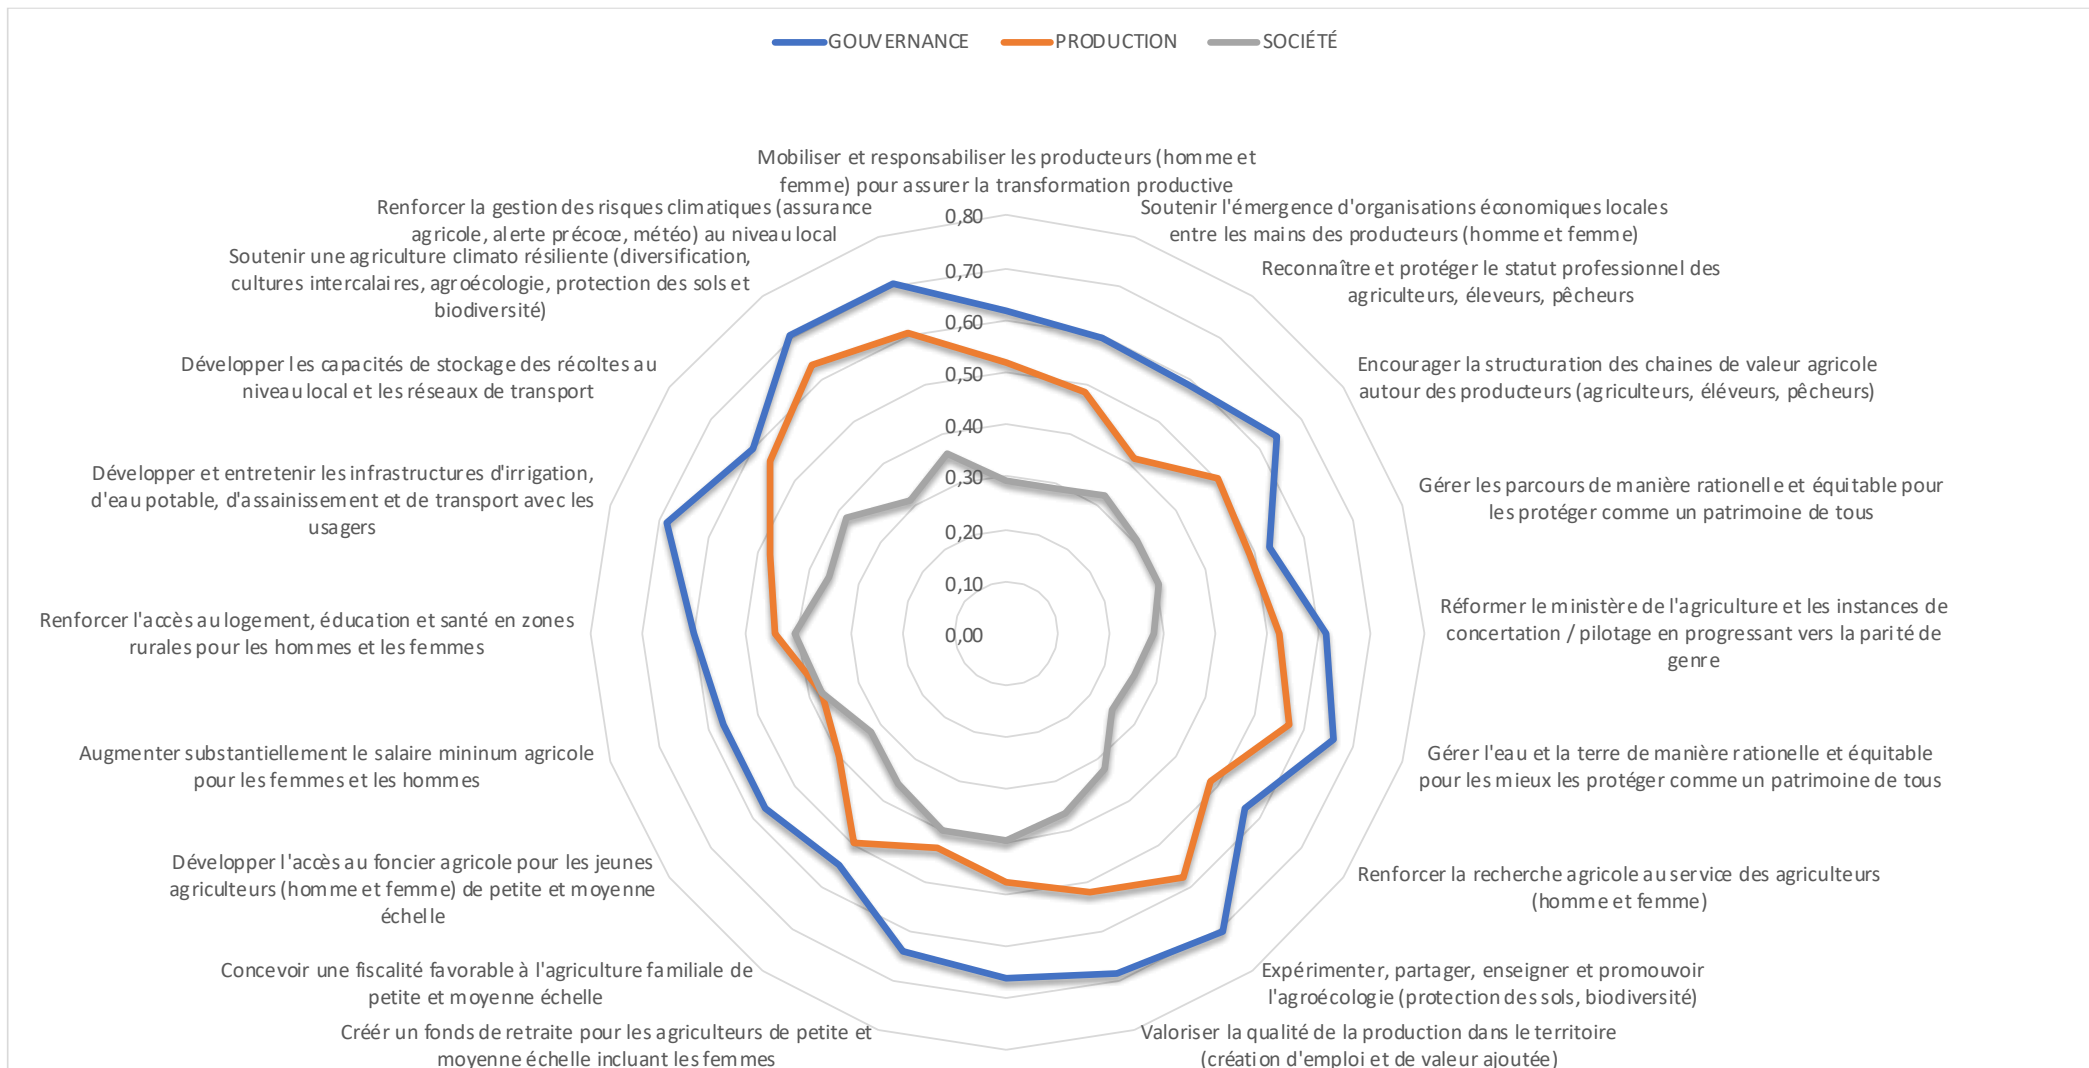 GOUVERNANCE PRODUCTION SOCIÉTÉ
Mobiliser et responsabiliser les producteurs (homme et
femme) pour assurer la transformation productive
Soutenir l'émergence d'organisations économiques locales
entre les mains des producteurs (homme et femme)
Reconnaître et protéger le statut professionnel des
agriculteurs, éleveurs, pêcheurs
Encourager la structuration des chaines de valeur agricole
autour des producteurs (agriculteurs, éléveurs, pêcheurs)
Gérer les parcours de manière rationelle et équitable pour
les protéger comme un patrimoine de tous
Réformer le ministère de l'agriculture et les instances de
concertation / pilotage en progressant vers la parité de
genre
Gérer l'eau et la terre de manière rationelle et équitable
pour les mieux les protéger comme un patrimoine de tous
Renforcer la recherche agricole au service des agriculteurs
(homme et femme)
Expérimenter, partager, enseigner et promouvoir
l'agroécologie (protection des sols, biodiversité)
Valoriser la qualité de la production dans le territoire
(création d'emploi et de valeur ajoutée)
Créér un fonds de retraite pour les agriculteurs de petite et
moyenne échelle incluant les femmes
Concevoir une fiscalité favorable à l'agriculture familiale de
petite et moyenne échelle
Développer l'accès au foncier agricole pour les jeunes
agriculteurs (homme et femme) de petite et moyenne
échelle
Augmenter substantiellement le salaire mininum agricole
pour les femmes et les hommes
Renforcer l'accès au logement, éducation et santé en zones
rurales pour les hommes et les femmes
Développer et entretenir les infrastructures d'irrigation,
d'eau potable, d'assainissement et de transport avec les
usagers
Développer les capacités de stockage des récoltes au
niveau local et les réseaux de transport
Soutenir une agriculture climato résiliente (diversification,
cultures intercalaires, agroécologie, protection des sols et
biodiversité)
Renforcer la gestion des risques climatiques (assurance
agricole, alerte précoce, météo) au niveau local
0,80
0,70
0,60
0,50
0,40
0,30
0,20
0,10
0,00